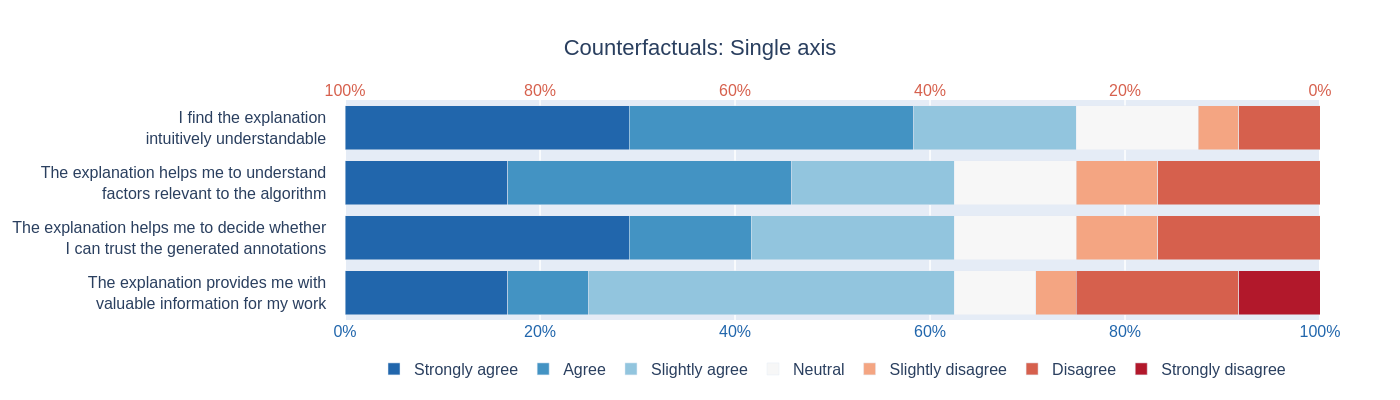 Counterfactuals: Single axis
100% 80% 60% 40% 20% 0%
I find the explanation
intuitively understandable
The explanation helps me to understand
factors relevant to the algorithm
The explanation helps me to decide whether
I can trust the generated annotations
The explanation provides me with
valuable information for my work
0% 20% 40% 60% 80% 100%
Strongly agree Agree Slightly agree Neutral Slightly disagree Disagree Strongly disagree